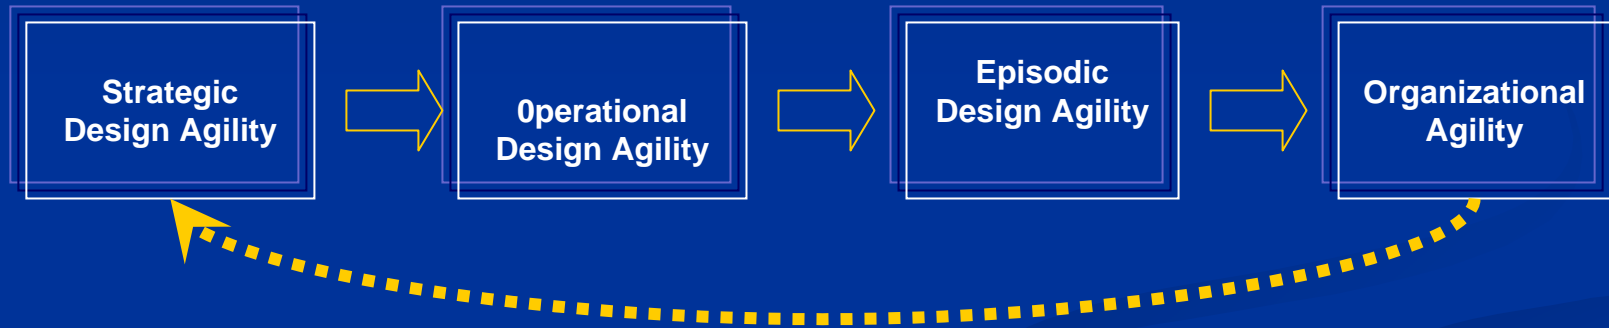 Strategic
Design Agility
0perational
Design Agility
Episodic
Design Agility
Organizational
Agility